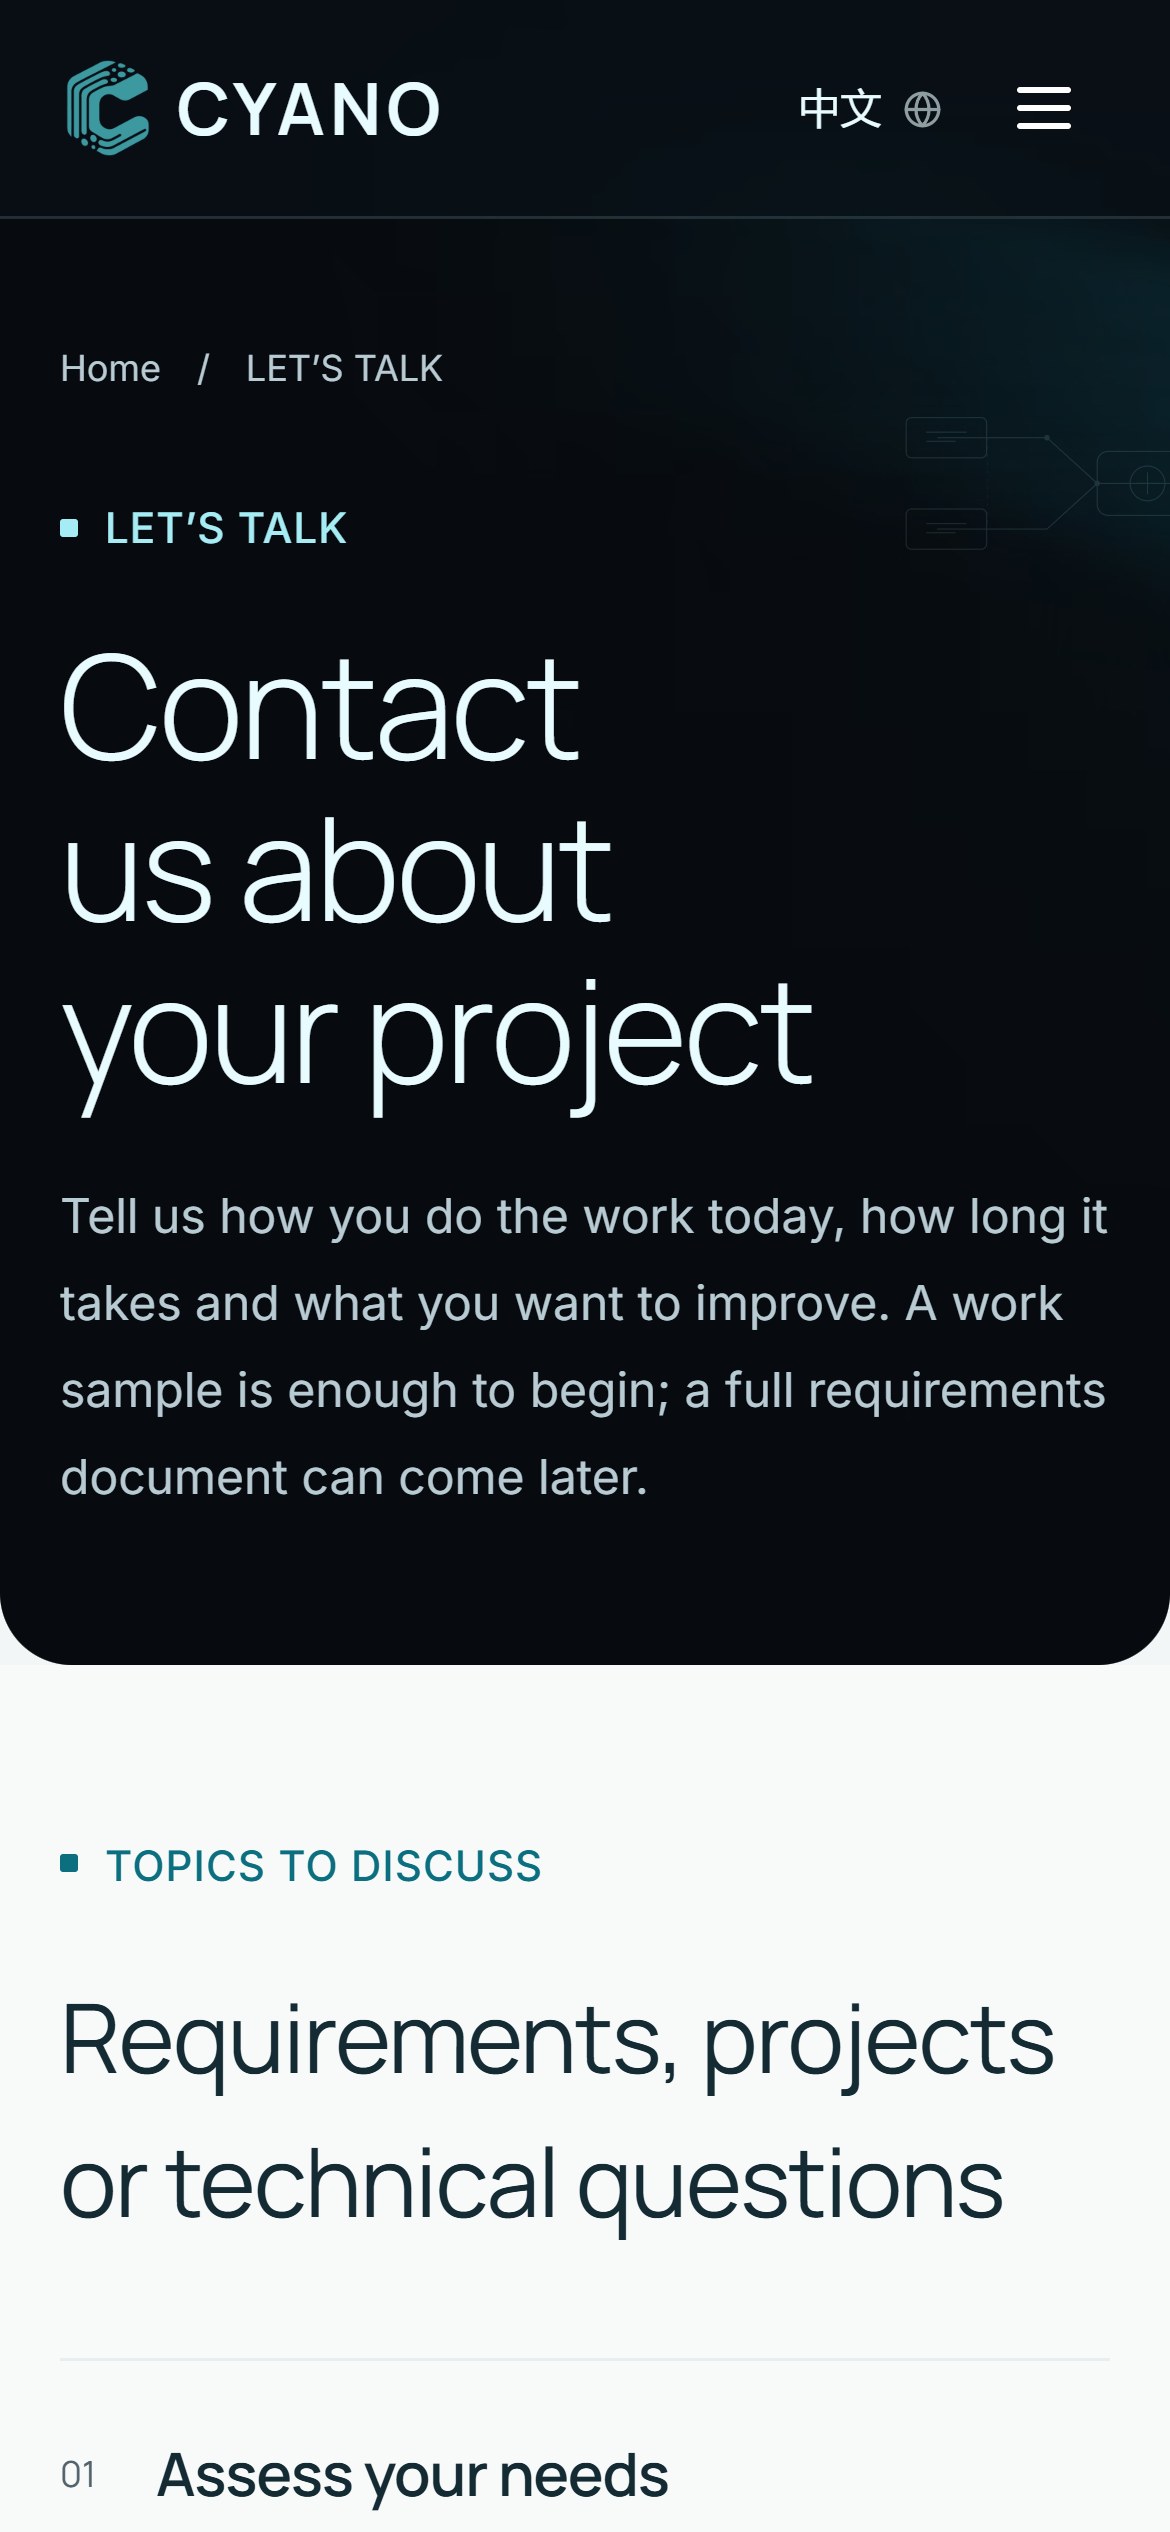 CYANO
中文
Home / LET’S TALK
LET’S TALK
Contact
us about
your project
Tell us how you do the work today, how long it
takes and what you want to improve. A work
sample is enough to begin; a full requirements
document can come later.
TOPICS TO DISCUSS
Requirements, projects
or technical questions
01 Assess your needs